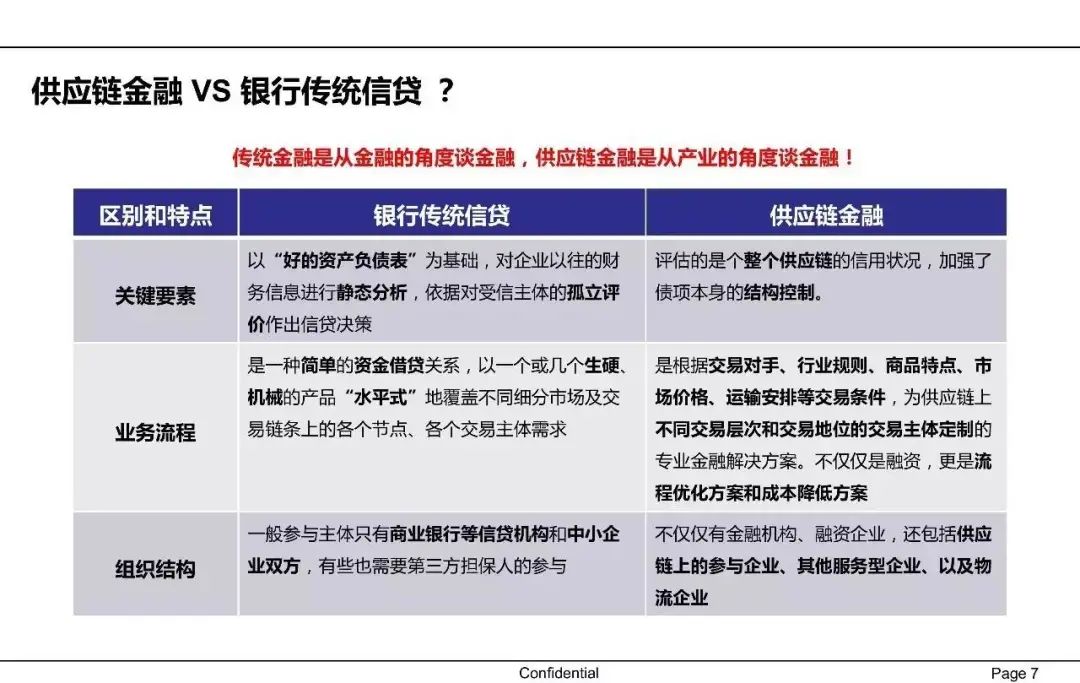 供应链金融 VS 银行传统信贷 ？
传统金融是从金融的角度谈金融，供应链金融是从产业的角度谈金融！
区别和特点
银行传统信贷
供应链金融
关键要素
以“好的资产负债表”为基础，对企业以往的财
务信息进行静态分析，依据对受信主体的孤立评
价作出信贷决策
评估的是个整个供应链的信用状况，加强了
债项本身的结构控制。
业务流程
是一种简单的资金借贷关系，以一个或几个生硬、
机械的产品“水平式”地覆盖不同细分市场及交
易链条上的各个节点、各个交易主体需求
是根据交易对手、行业规则、商品特点、市
场价格、运输安排等交易条件，为供应链上
不同交易层次和交易地位的交易主体定制的
专业金融解决方案。不仅仅是融资，更是流
程优化方案和成本降低方案
组织结构
一般参与主体只有商业银行等信贷机构和中小企
业双方，有些也需要第三方担保人的参与
不仅仅有金融机构、融资企业，还包括供应
链上的参与企业、其他服务型企业、以及物
流企业
Confidential
Page 7